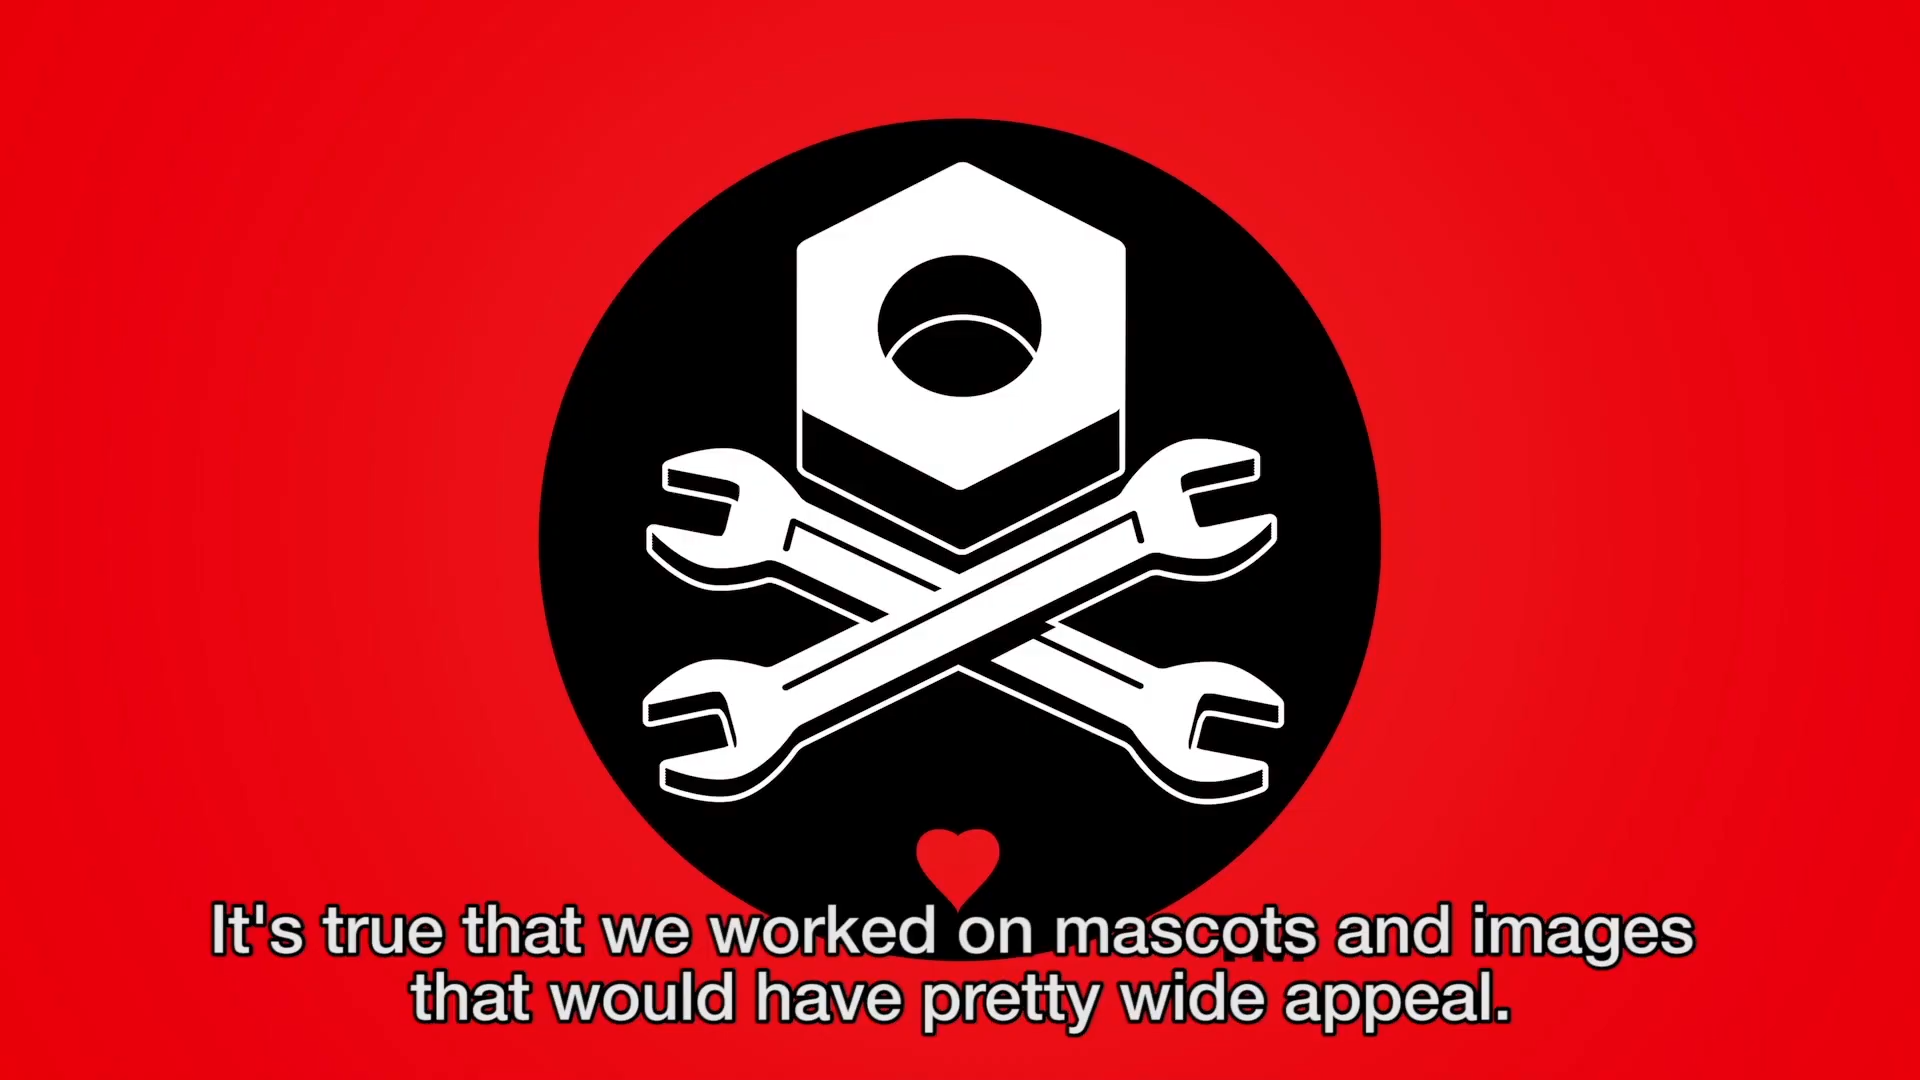 It's true that we worked on mascots and images
that would have pretty wide appeal.